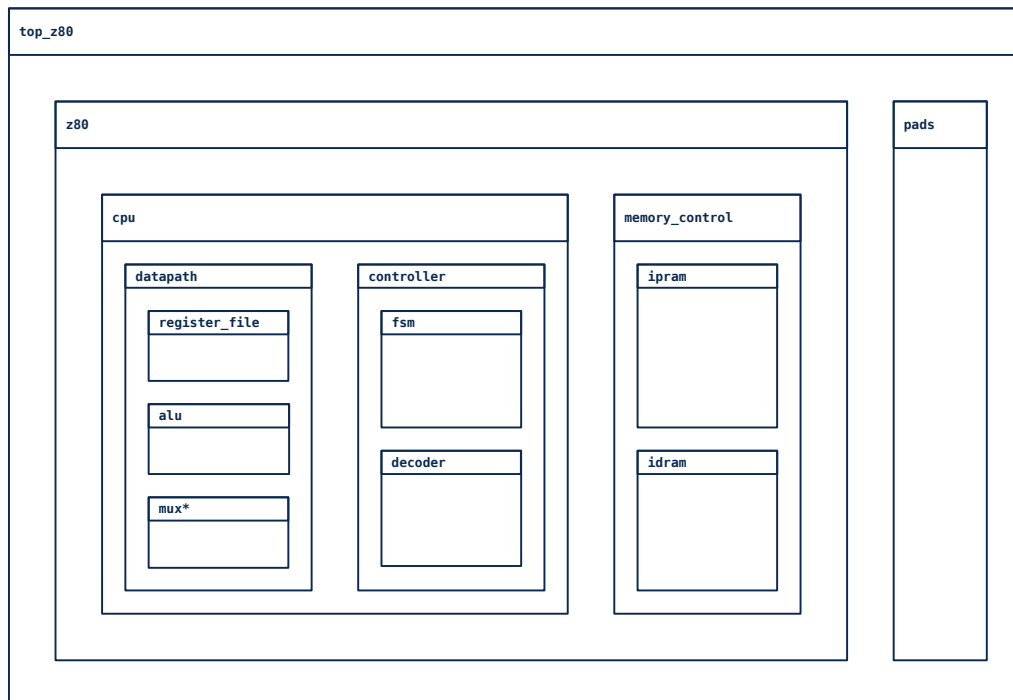 top_z80
z80
pads
cpu
memory_control
datapath
controller
ipram
register_file
fsm
alu
decoder
idram
mux*